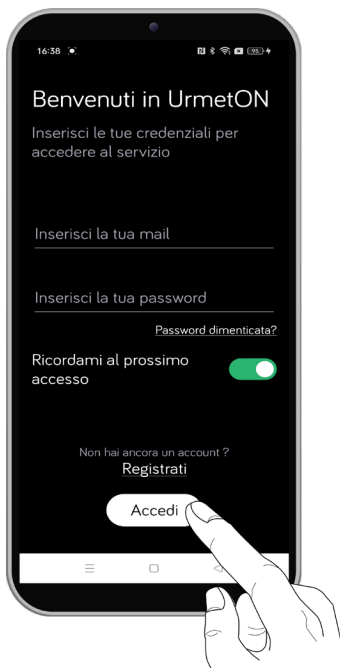 16:38
95
Benvenuti in UrmetON
Inserisci le tue credenziali per
accedere al servizio
Inserisci la tua mail
Inserisci la tua password
Password dimenticata?
Ricordami al prossimo
accesso
Non hai ancora un account ?
Registrati
Accedi